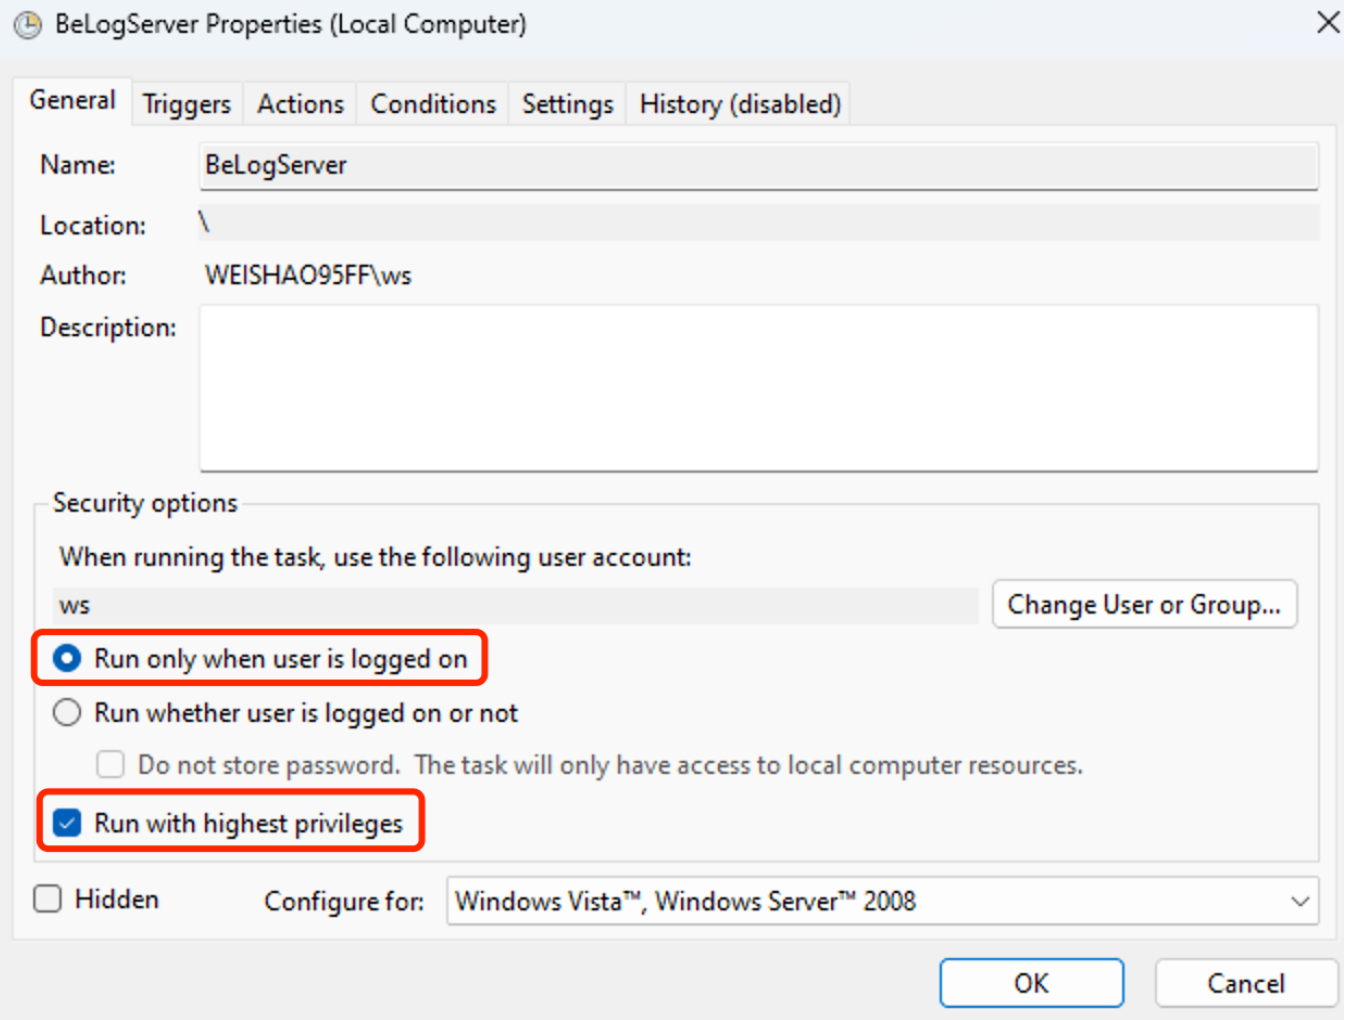 BeLogServer Properties (Local Computer)
General Triggers Actions Conditions Settings History (disabled)
Name: BeLogServer
Location: \
Author: WEISHAO95FF\ws
Description:
Security options
When running the task, use the following user account:
ws Change User or Group...
Run only when user is logged on
Run whether user is logged on or not
Do not store password. The task will only have access to local computer resources.
Run with highest privileges
Hidden Configure for: Windows Vista™, Windows Server™ 2008
OK Cancel